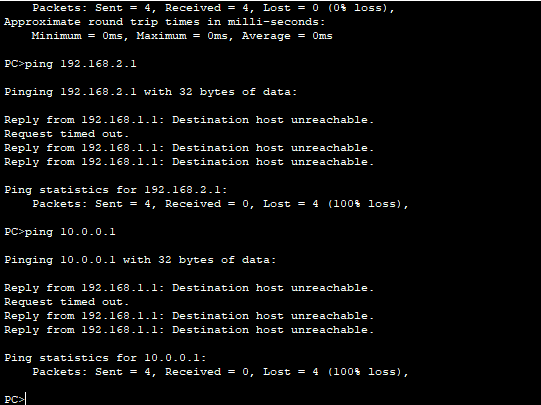 Packets: Sent = 4, Received = 4, Lost = 0 (0% loss),
Approximate round trip times in milli-seconds:
Minimum = 0ms, Maximum = 0ms, Average = 0ms
PC>ping 192.168.2.1
Pinging 192.168.2.1 with 32 bytes of data:
Reply from 192.168.1.1: Destination host unreachable.
Request timed out.
Reply from 192.168.1.1: Destination host unreachable.
Reply from 192.168.1.1: Destination host unreachable.
Ping statistics for 192.168.2.1:
Packets: Sent = 4, Received = 0, Lost = 4 (100% loss),
PC>ping 10.0.0.1
Pinging 10.0.0.1 with 32 bytes of data:
Reply from 192.168.1.1: Destination host unreachable.
Request timed out.
Reply from 192.168.1.1: Destination host unreachable.
Reply from 192.168.1.1: Destination host unreachable.
Ping statistics for 10.0.0.1:
Packets: Sent = 4, Received = 0, Lost = 4 (100% loss),
PC>